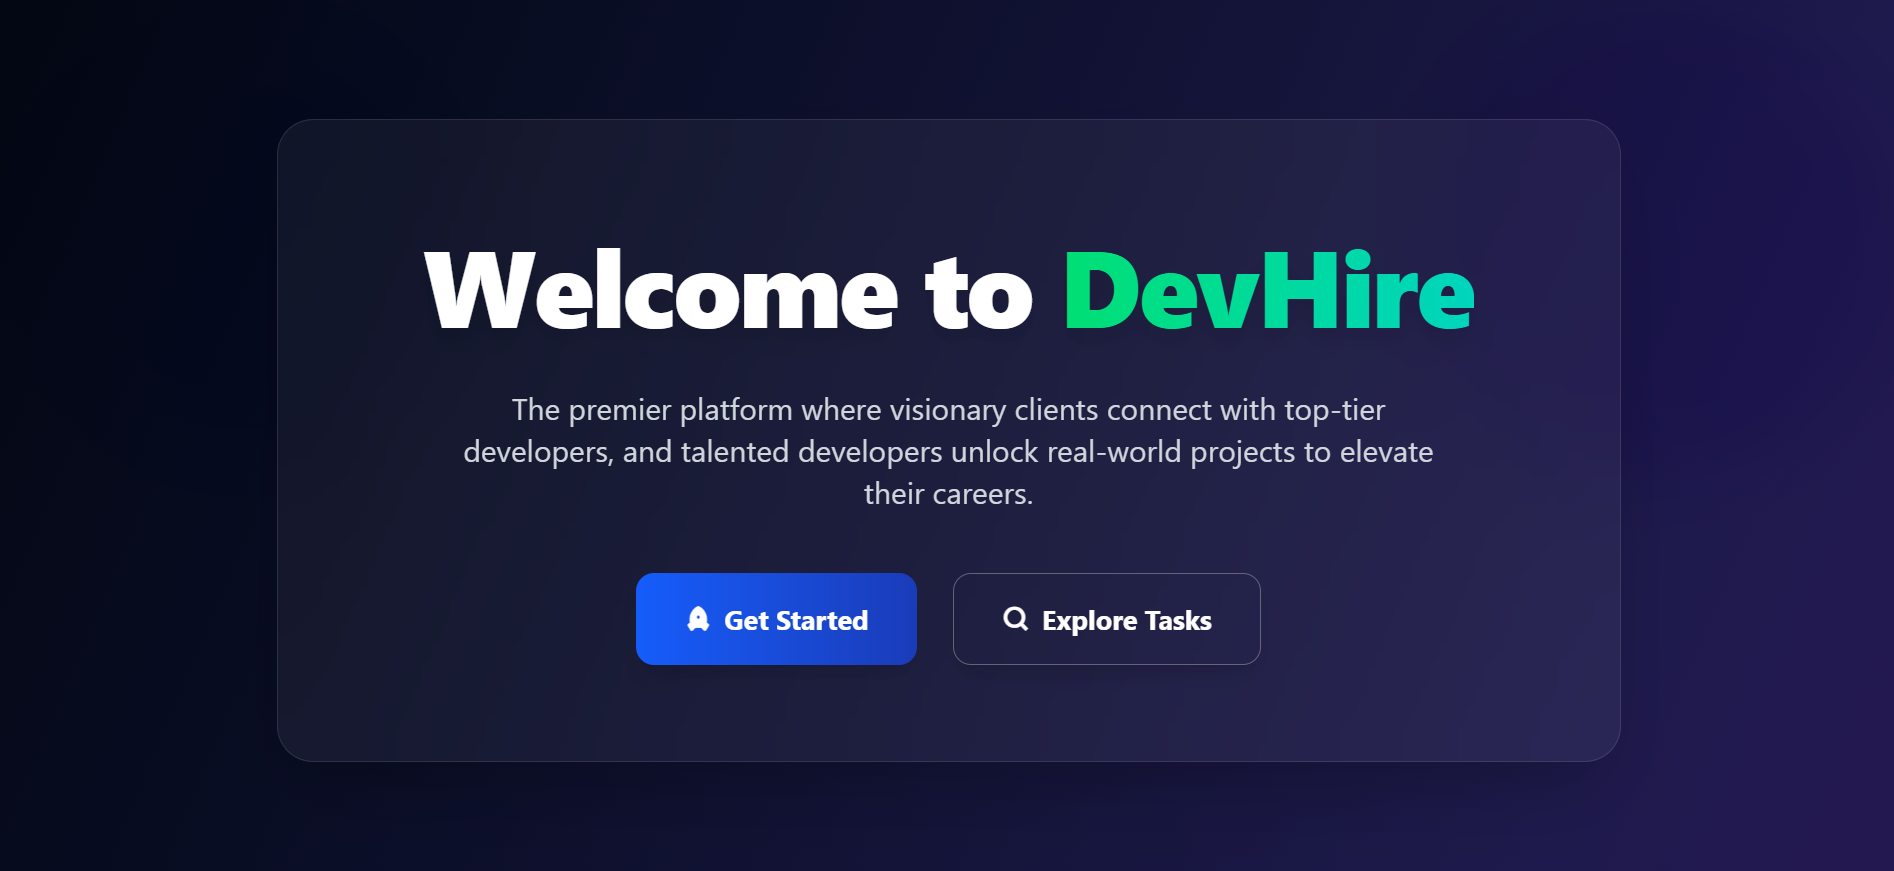 Welcome to DevHire
The premier platform where visionary clients connect with top-tier
developers, and talented developers unlock real-world projects to elevate
their careers.
Get Started
Explore Tasks